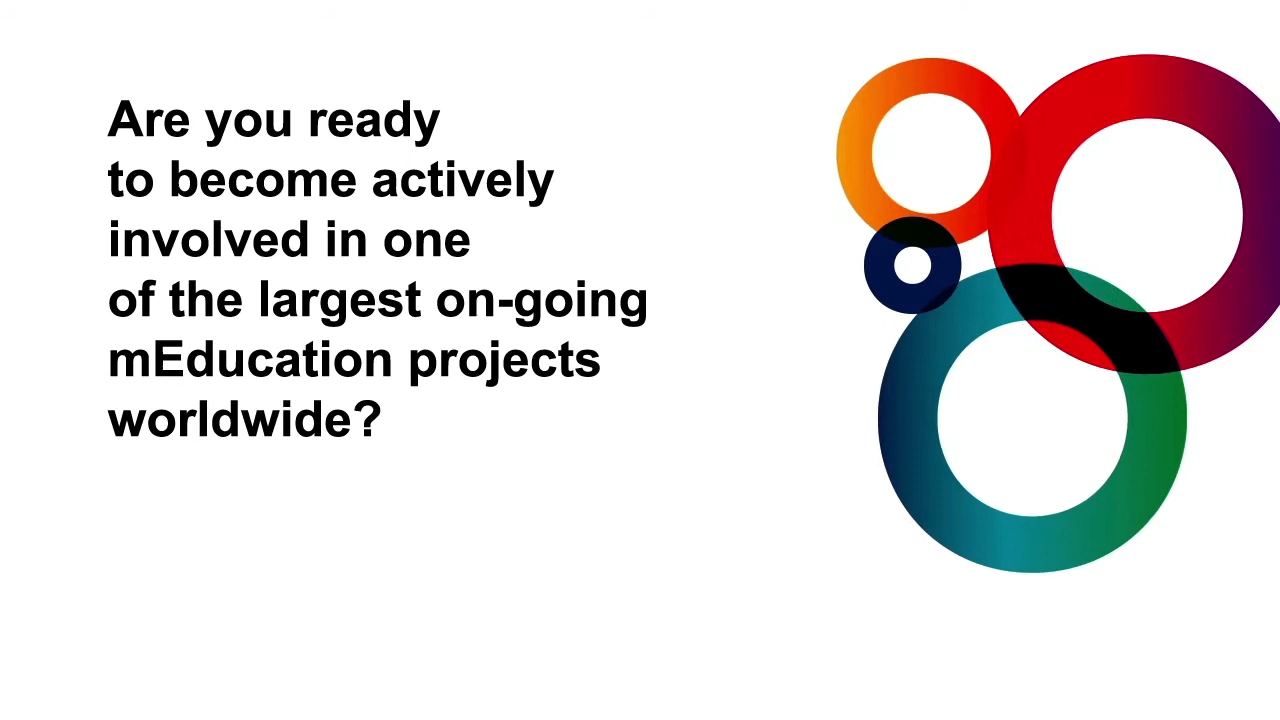 Are you ready
to become actively
involved in one
of the largest on-going
mEducation projects
worldwide?